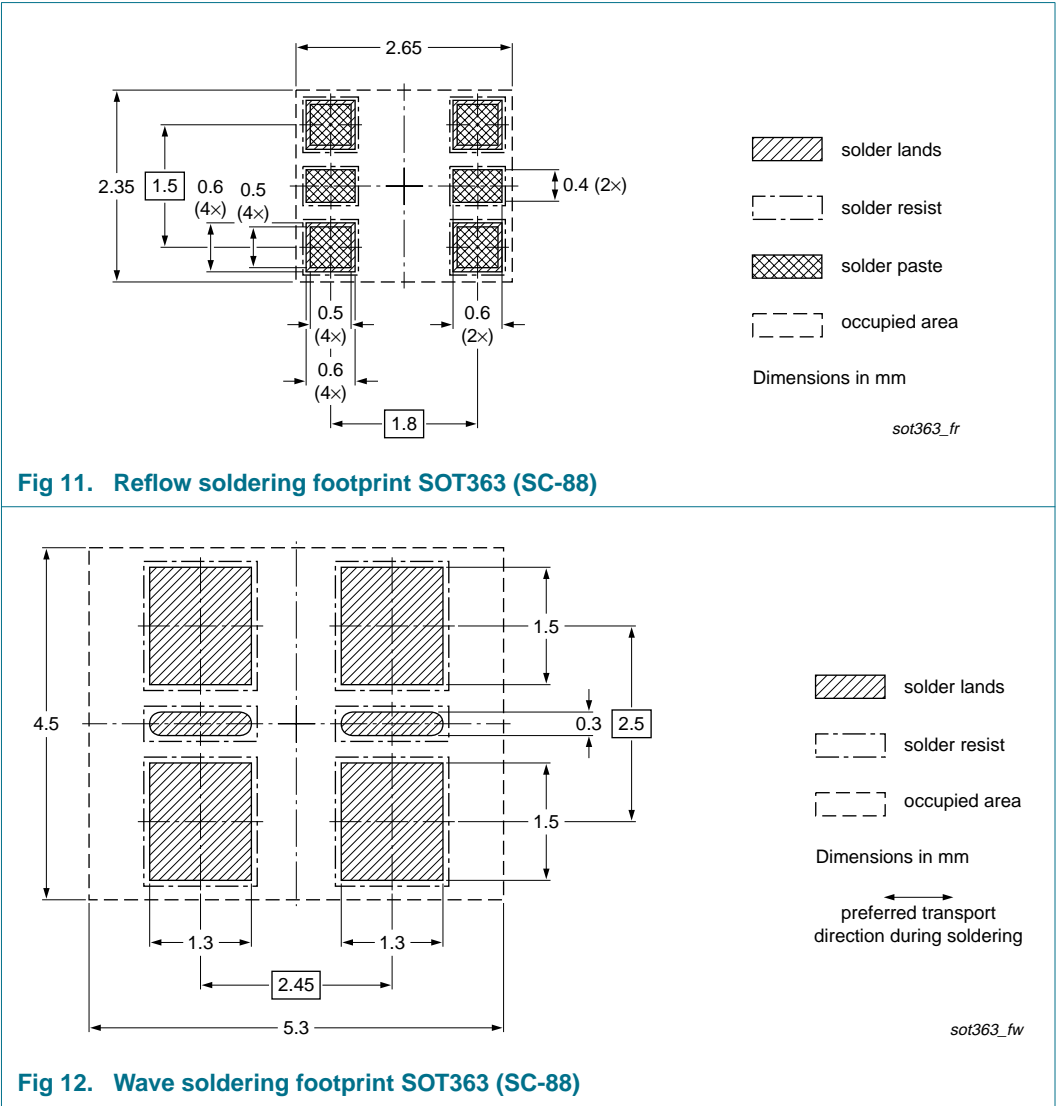 2.65
solder lands
2.35
1.5
0.6
(4×)
0.5
(4×)
0.4 (2×)
solder resist
solder paste
0.5
(4×)
0.6
(2×)
occupied area
0.6
(4×)
Dimensions in mm
1.8
sot363_fr
Fig 11. Reflow soldering footprint SOT363 (SC-88)
1.5
solder lands
4.5
0.3
2.5
solder resist
1.5
occupied area
Dimensions in mm
preferred transport
direction during soldering
1.3
1.3
2.45
5.3
sot363_fw
Fig 12. Wave soldering footprint SOT363 (SC-88)